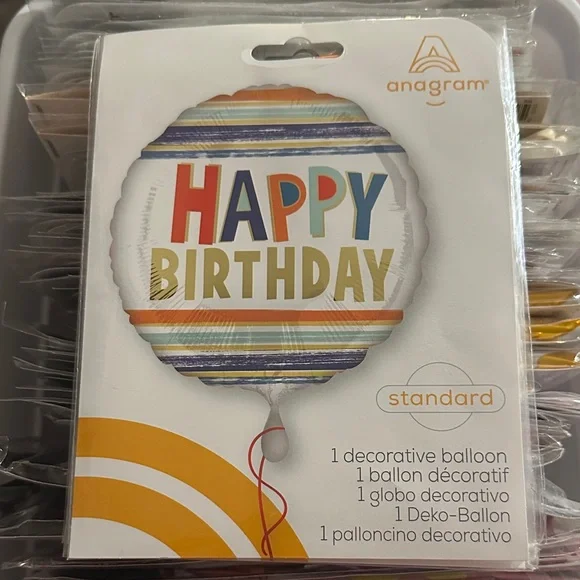 anagram
HAPPY
BIRTHDAY
standard
1 decorative balloon
1 ballon décoratif
1 globo decorativo
1 Deko-Ballon
1 palloncino decorativo